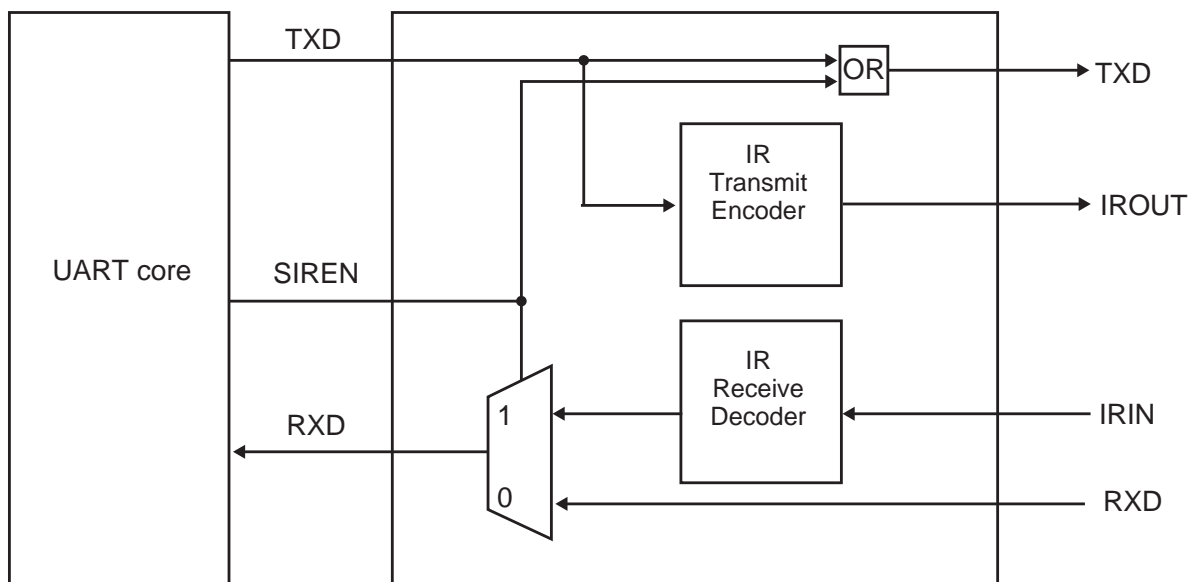 TXD
OR
TXD
IR
Transmit
Encoder
IROUT
UART core
SIREN
IR
Receive
Decoder
1
RXD
IRIN
0
RXD